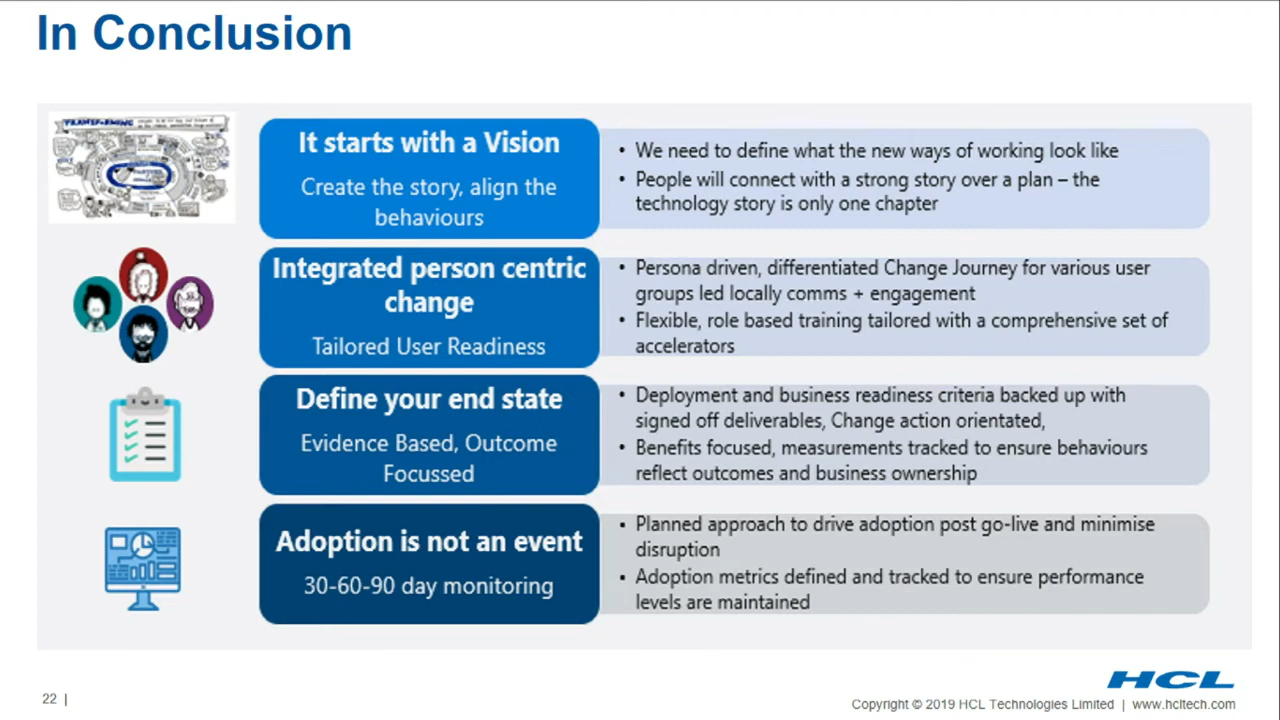 In Conclusion
TRANSFORMING
It starts with a Vision
Create the story, align the
behaviours
• We need to define what the new ways of working look like
• People will connect with a strong story over a plan – the
technology story is only one chapter
Integrated person centric
change
Tailored User Readiness
• Persona driven, differentiated Change Journey for various user
groups led locally comms + engagement
• Flexible, role based training tailored with a comprehensive set of
accelerators
Define your end state
Evidence Based, Outcome
Focussed
• Deployment and business readiness criteria backed up with
signed off deliverables, Change action orientated,
• Benefits focused, measurements tracked to ensure behaviours
reflect outcomes and business ownership
Adoption is not an event
30-60-90 day monitoring
• Planned approach to drive adoption post go-live and minimise
disruption
• Adoption metrics defined and tracked to ensure performance
levels are maintained
HCL
22 |
Copyright © 2019 HCL Technologies Limited | www.hcltech.com